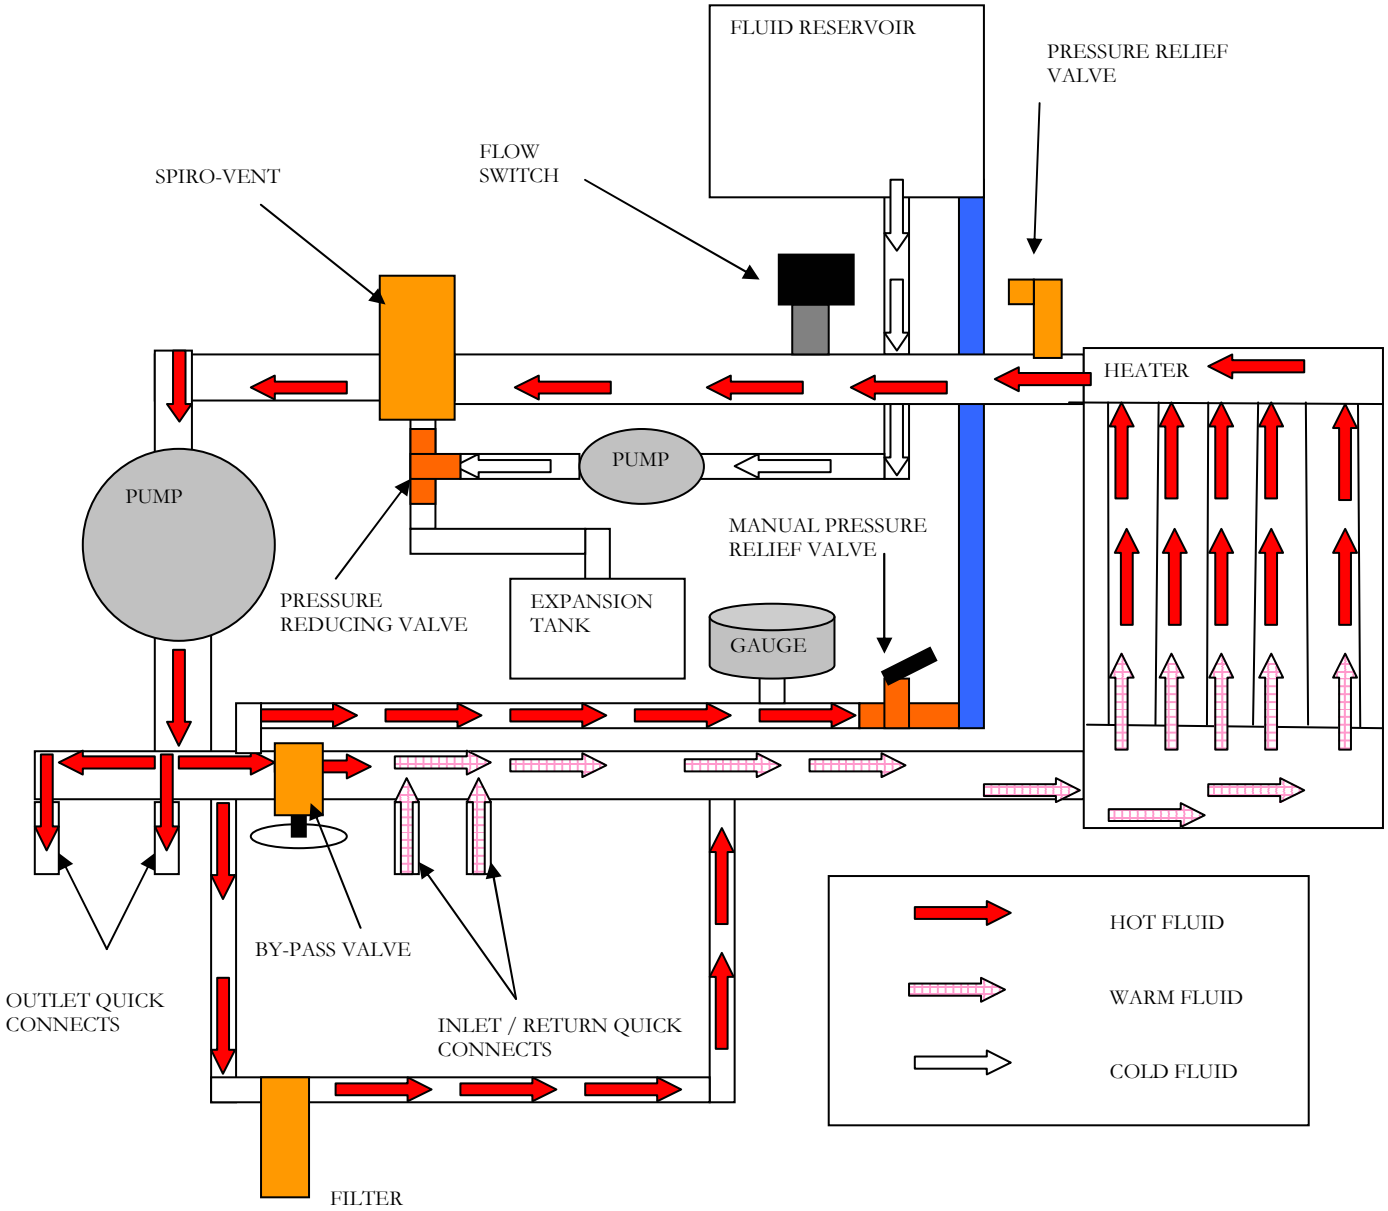 FLUID RESERVOIR
PRESSURE RELIEF
VALVE
FLOW
SWITCH
SPIRO-VENT
HEATER
PUMP
PUMP
MANUAL PRESSURE
RELIEF VALVE
PRESSURE
REDUCING VALVE
EXPANSION
TANK
GAUGE
BY-PASS VALVE
OUTLET QUICK
CONNECTS
INLET / RETURN QUICK
CONNECTS
HOT FLUID
WARM FLUID
COLD FLUID
FILTER